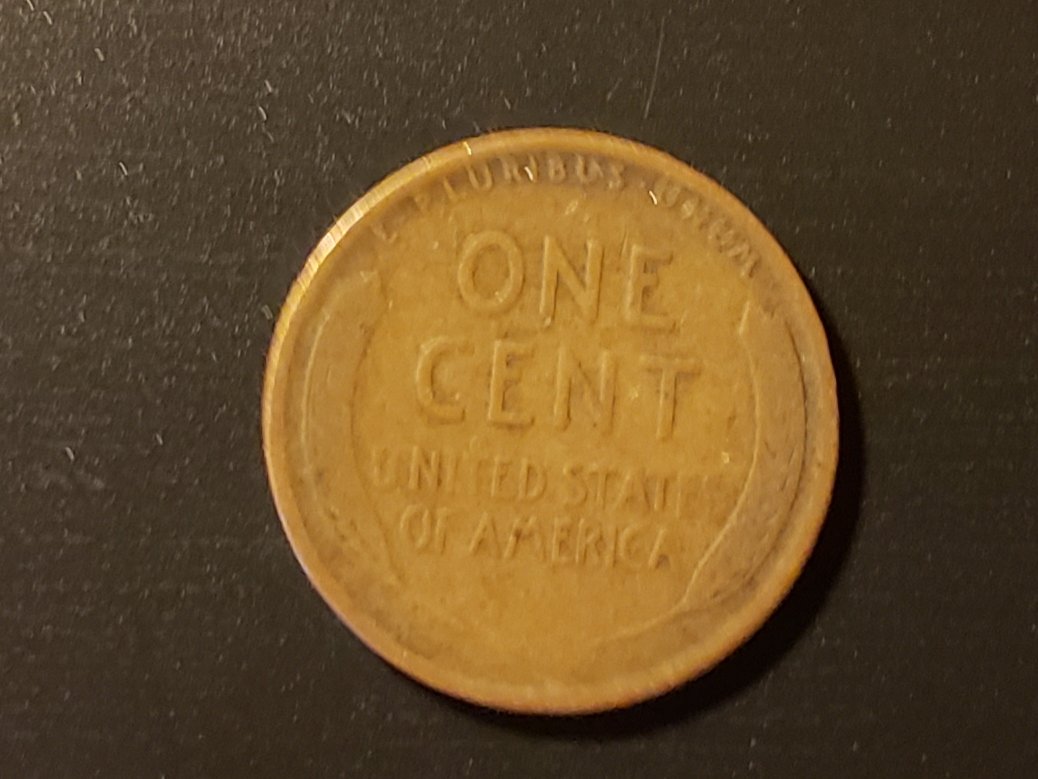 E · PLURIBUS · UNUM
ONE
CENT
UNITED STATES
OF AMERICA